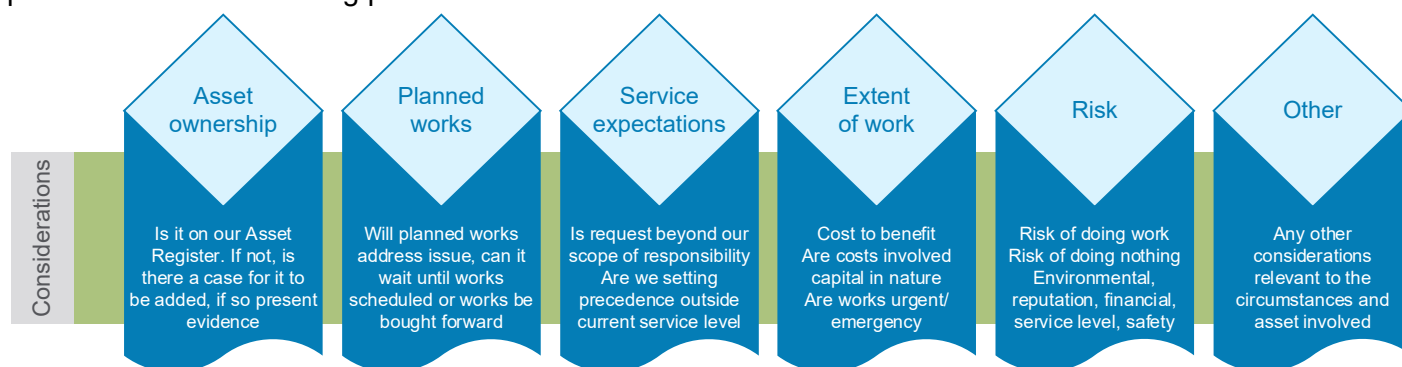 Asset
ownership
Planned
works
Service
expectations
Extent
of work
Risk
Other
Considerations
Is it on our Asset
Register. If not, is
there a case for it to
be added, if so present
evidence
Will planned works
address issue, can it
wait until works
scheduled or works be
bought forward
Is request beyond our
scope of responsibility
Are we setting
precedence outside
current service level
Cost to benefit
Are costs involved
capital in nature
Are works urgent/
emergency
Risk of doing work
Risk of doing nothing
Environmental,
reputation, financial,
service level, safety
Any other
considerations
relevant to the
circumstances and
asset involved